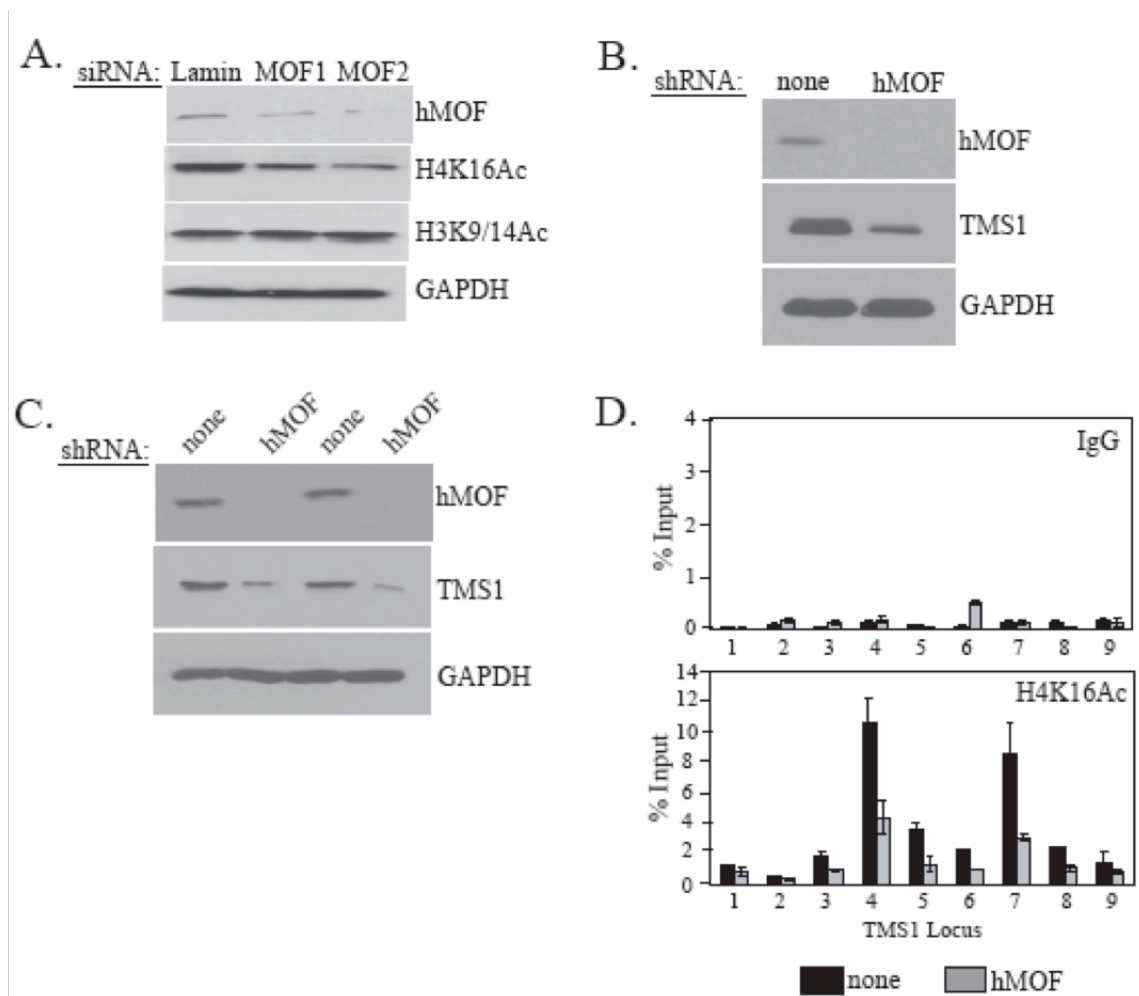 A.
siRNA: Lamin MOF1 MOF2
hMOF
H4K16Ac
H3K9/14Ac
GAPDH
B.
shRNA: none hMOF
hMOF
TMS1
GAPDH
C.
shRNA: none hMOF none hMOF
hMOF
TMS1
GAPDH
D.
IgG
% Input
4
3
2
1
0
1 2 3 4 5 6 7 8 9
H4K16Ac
% Input
14
12
10
8
6
4
2
0
1 2 3 4 5 6 7 8 9
TMS1 Locus
none hMOF